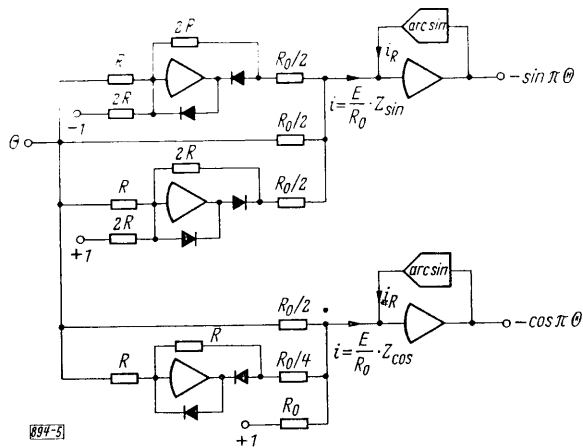 2R
arcsin
R
R₀/2
i_R
2R
-1
i = E/R₀ · Z_sin
-sin πΘ
Θ
R₀/2
2R
R
R₀/2
2R
+1
arcsin
R₀/2
i_R
-cos πΘ
R
i = E/R₀ · Z_cos
R
R₀/4
R₀
+1
894-5